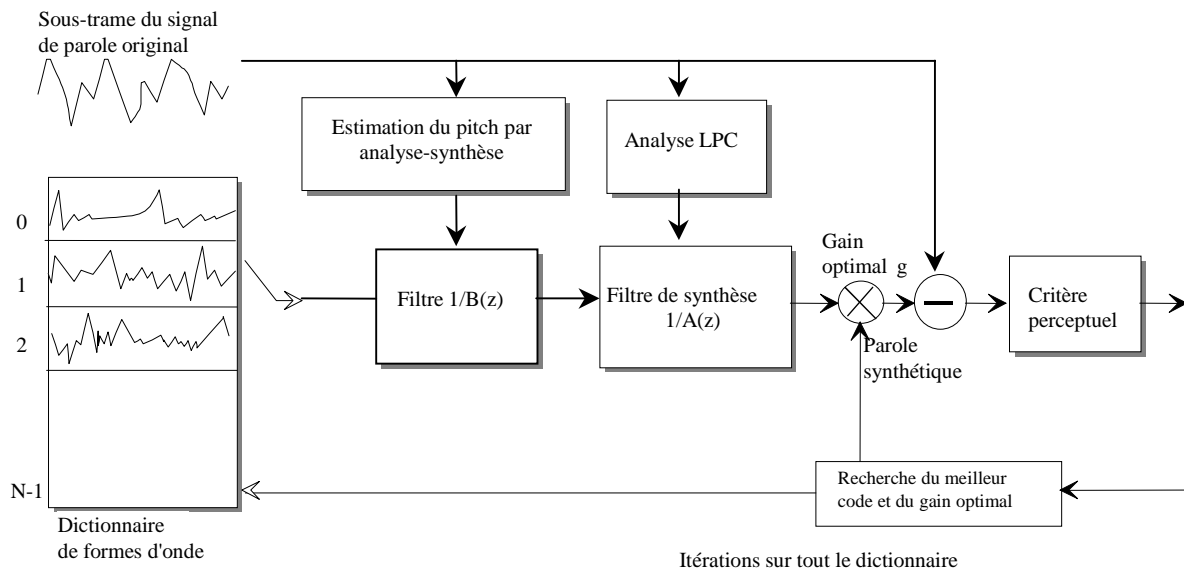 Sous-trame du signal
de parole original
Estimation du pitch par
analyse-synthèse
Analyse LPC
0
1
2
N-1
Filtre 1/B(z)
Filtre de synthèse
1/A(z)
Gain
optimal g
Parole
synthétique
Critère
perceptuel
Recherche du meilleur
code et du gain optimal
Dictionnaire
de formes d'onde
Itérations sur tout le dictionnaire